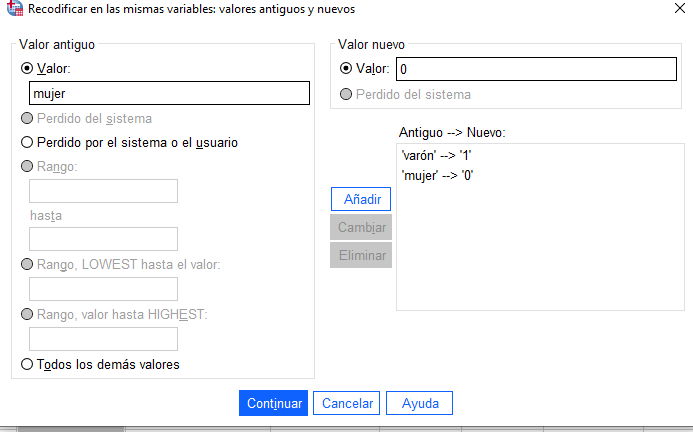 Recodificar en las mismas variables: valores antiguos y nuevos
Valor antiguo
Valor:
mujer
Perdido del sistema
Perdido por el sistema o el usuario
Rango:
hasta
Rango, LOWEST hasta el valor:
Rango, valor hasta HIGHEST:
Todos los demás valores
Valor nuevo
Valor:
0
Perdido del sistema
Antiguo --> Nuevo:
'varón' --> '1'
'mujer' --> '0'
Añadir
Cambiar
Eliminar
Continuar
Cancelar
Ayuda